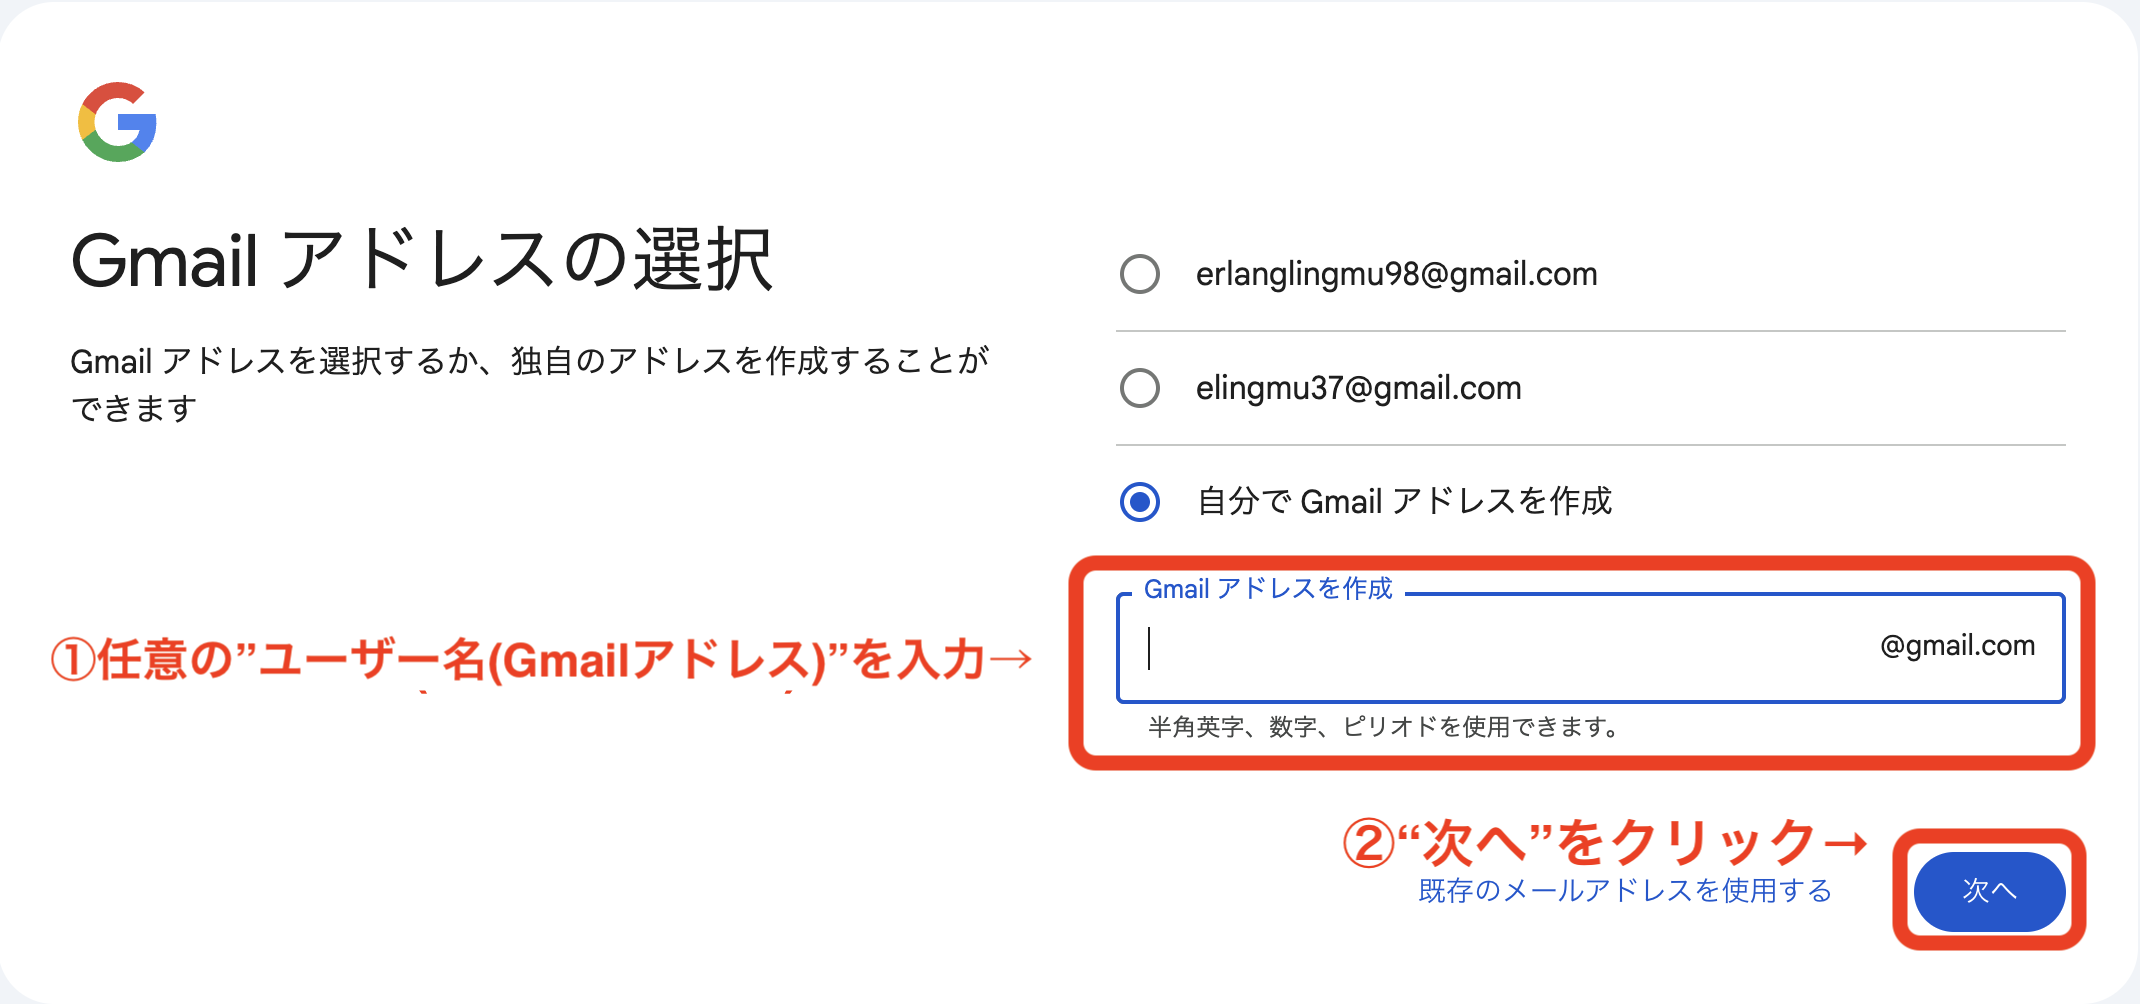 Gmail アドレスの選択
Gmail アドレスを選択するか、独自のアドレスを作成することが
できます
erlanglingmu98@gmail.com
elingmu37@gmail.com
自分で Gmail アドレスを作成
Gmail アドレスを作成
@gmail.com
半角英字、数字、ピリオドを使用できます。
①任意の”ユーザー名(Gmailアドレス)”を入力→
②“次へ”をクリック→
既存のメールアドレスを使用する
次へ